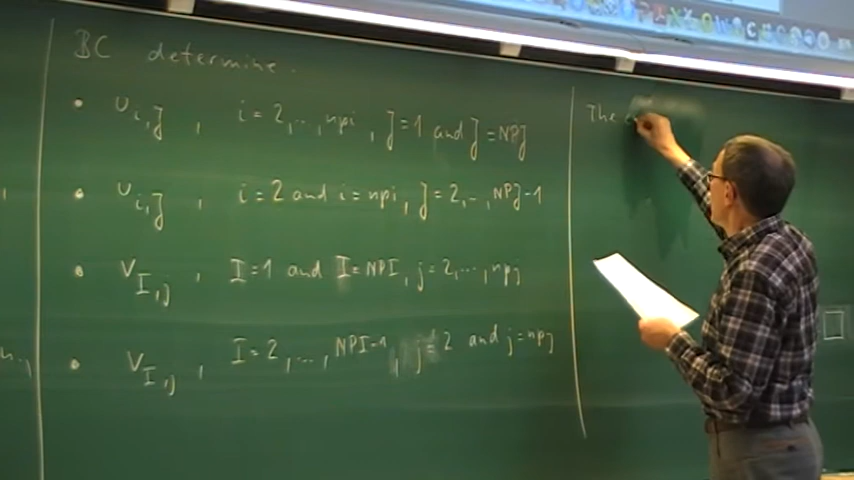 BC determine.
• u_{i,J} , i=2,...,npi , J=1 and J=NPJ
• u_{i,J} , i=2 and i=npi, J=2,..,NPJ-1
• v_{I,j} , I=1 and I=NPI, j=2,...,npj
• v_{I,j} , I=2,...,NPI-1 , j=2 and j=npj
The